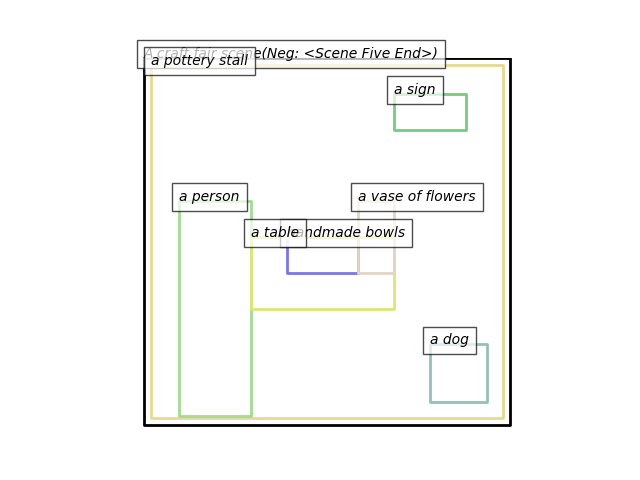 A craft fair scene(Neg: <Scene Five End>)
a pottery stall
a sign
a person
a vase of flowers
a table
handmade bowls
a dog